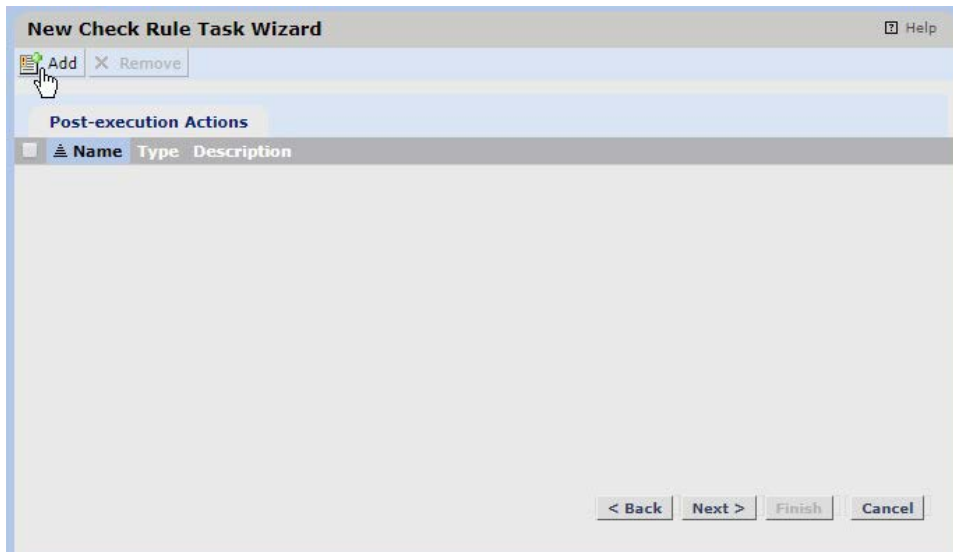 New Check Rule Task Wizard ? Help
Add Remove
Post-execution Actions
Name Type Description
< Back Next > Finish Cancel